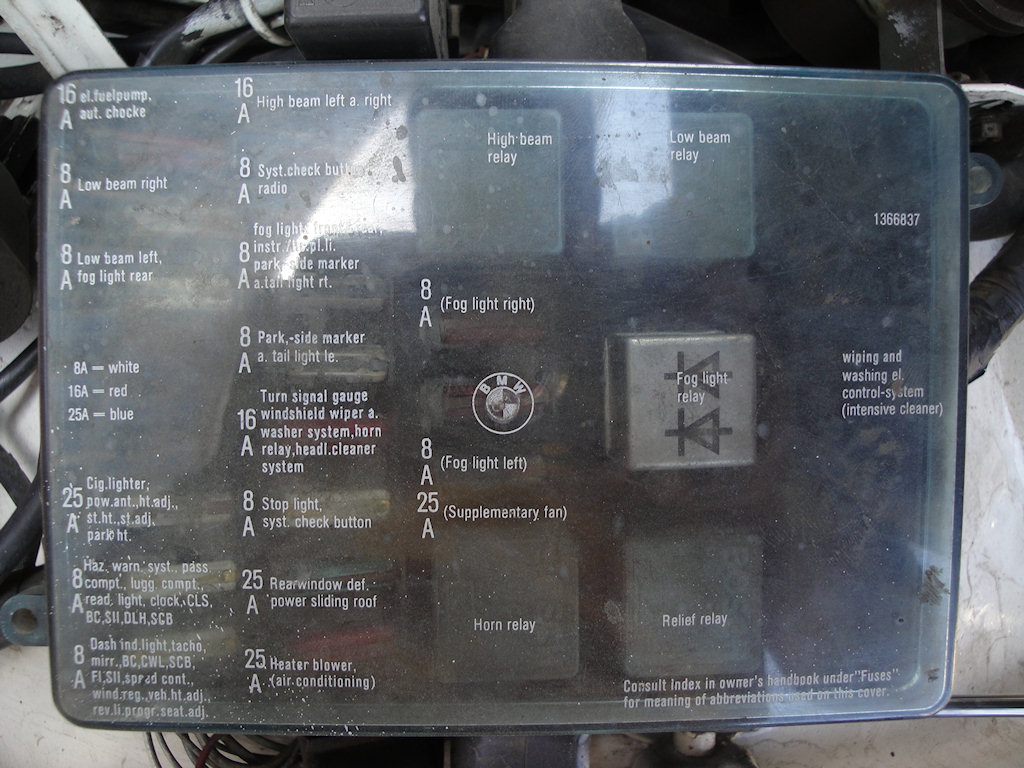 16 A el.fuelpump,
aut. chocke
8 A Low beam right
8 A Low beam left,
fog light rear
8A = white
16A = red
25A = blue
25 A Cig.lighter,
pow.ant.,ht.adj.,
st.ht.,st.adj.
park ht.
8 A Haz. warn. syst., pass
compt., lugg. compt.,
read. light, clock, CLS,
BC,SII,DLH,SCB
8 A Dash ind.light,tacho,
mirr.,BC,CWL,SCB,
FI,SII,speed cont.,
wind.reg.,veh.ht.adj.,
rev.li.progr.seat.adj.
16 A High beam left a. right
8 A Syst.check
radio
8 A fog light
instr.
park.-side marker
a.tail light rt.
8 A Park.-side marker
a. tail light le.
16 A Turn signal gauge
windshield wiper a.
washer system,horn
relay,headl.cleaner
system
8 A Stop light,
syst. check button
25 A Rearwindow def.
power sliding roof
25 A Heater blower,
(air conditioning)
8 A (Fog light right)
BMW
8 A (Fog light left)
25 A (Supplementary fan)
High beam
relay
Low beam
relay
1366837
Fog light
relay
wiping and
washing el.
control-system
(intensive cleaner)
Horn relay
Relief relay
Consult index in owner's handbook under "Fuses"
for meaning of abbreviations used on this cover.